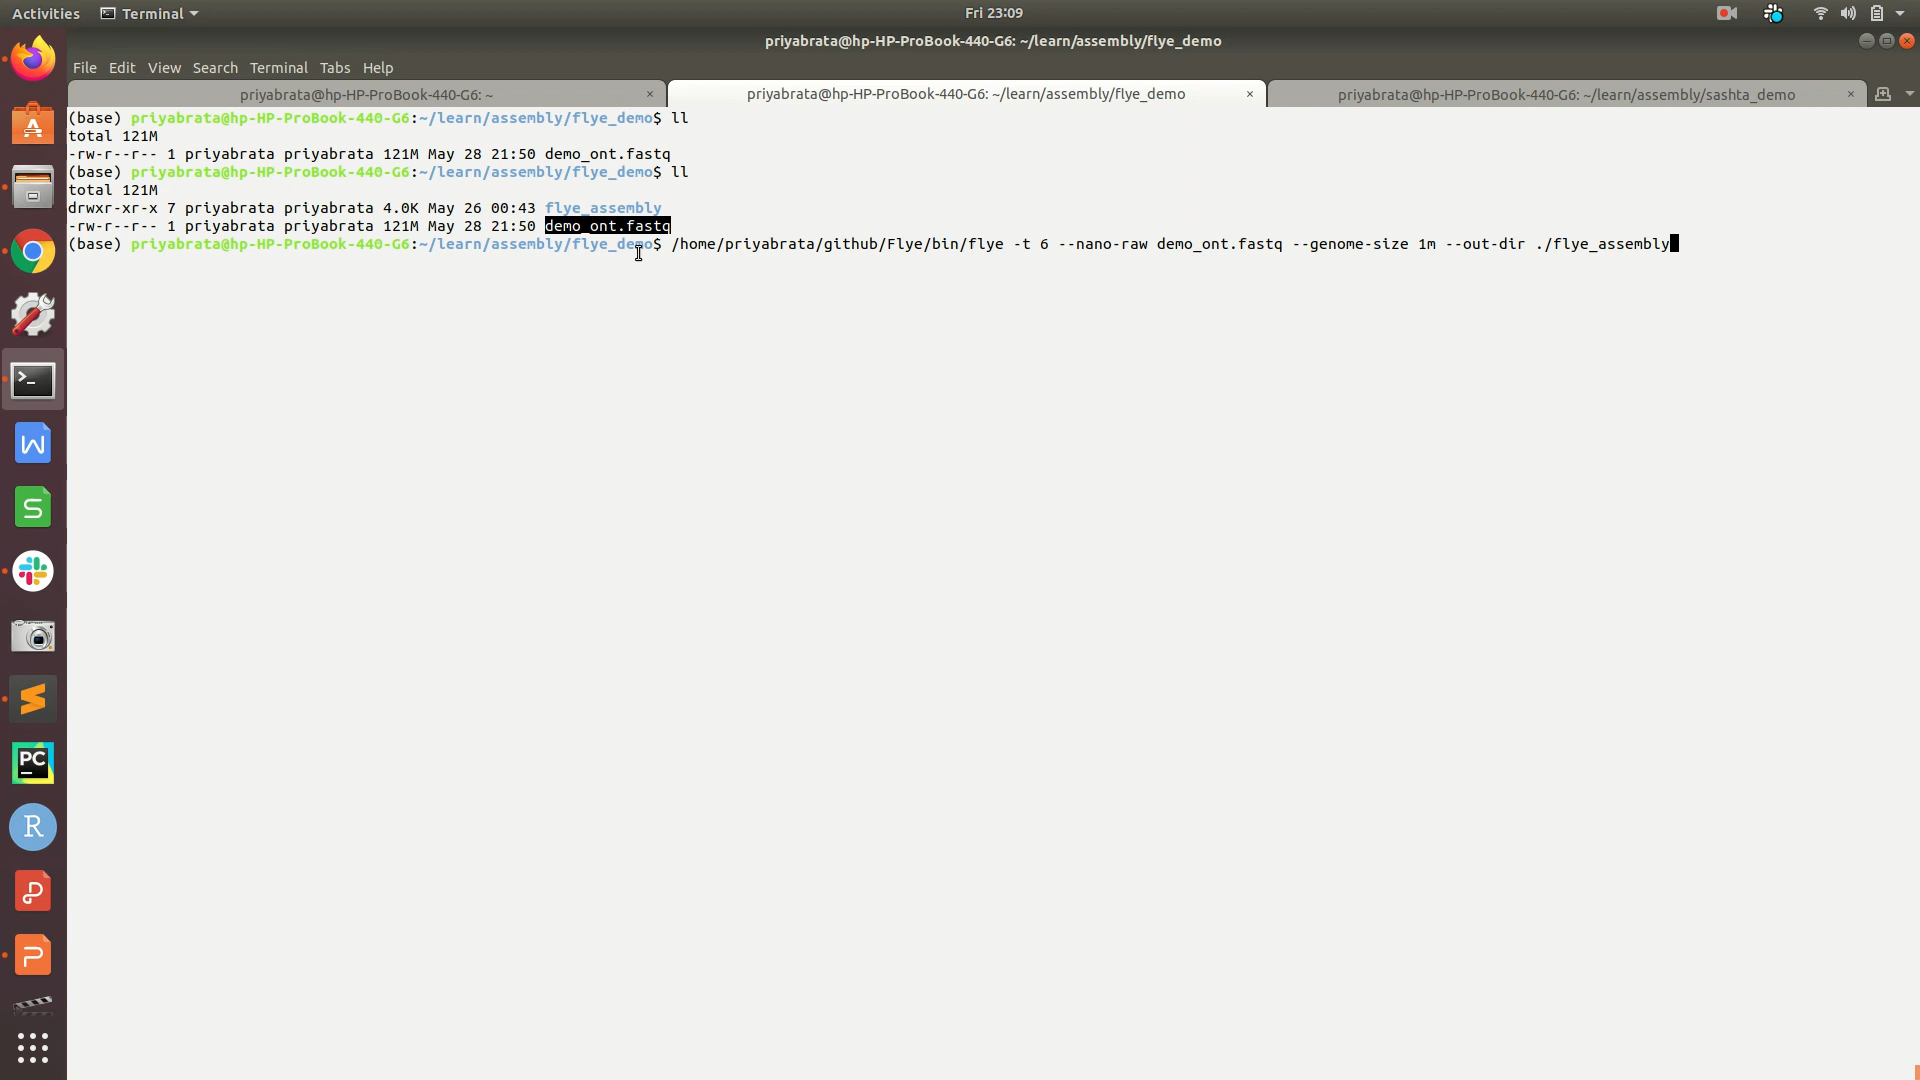 Activities Terminal Fri 23:09
priyabrata@hp-HP-ProBook-440-G6: ~/learn/assembly/flye_demo
File Edit View Search Terminal Tabs Help
priyabrata@hp-HP-ProBook-440-G6: ~ × priyabrata@hp-HP-ProBook-440-G6: ~/learn/assembly/flye_demo × priyabrata@hp-HP-ProBook-440-G6: ~/learn/assembly/sashta_demo ×
(base) priyabrata@hp-HP-ProBook-440-G6:~/learn/assembly/flye_demo$ ll
total 121M
-rw-r--r-- 1 priyabrata priyabrata 121M May 28 21:50 demo_ont.fastq
(base) priyabrata@hp-HP-ProBook-440-G6:~/learn/assembly/flye_demo$ ll
total 121M
drwxr-xr-x 7 priyabrata priyabrata 4.0K May 26 00:43 flye_assembly
-rw-r--r-- 1 priyabrata priyabrata 121M May 28 21:50 demo_ont.fastq
(base) priyabrata@hp-HP-ProBook-440-G6:~/learn/assembly/flye_demo$ /home/priyabrata/github/Flye/bin/flye -t 6 --nano-raw demo_ont.fastq --genome-size 1m --out-dir ./flye_assembly
A
>_
W
S
PC
R
P
P